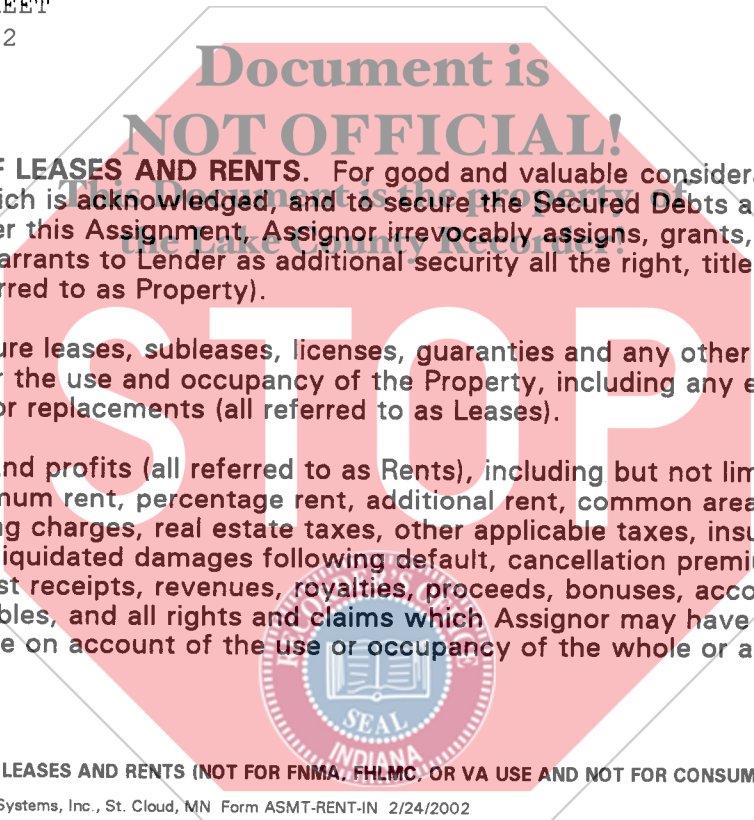 EET
2
Document is
NOT OFFICIAL!
F LEASES AND RENTS. For good and valuable considera
This Document is the property of
ich is acknowledged, and to secure the Secured Debts a
the Lake County Recorder!
er this Assignment, Assignor irrevocably assigns, grants,
arrants to Lender as additional security all the right, title
rred to as Property).
ure leases, subleases, licenses, guaranties and any other
r the use and occupancy of the Property, including any e
or replacements (all referred to as Leases).
STOP
nd profits (all referred to as Rents), including but not lim
num rent, percentage rent, additional rent, common area
ng charges, real estate taxes, other applicable taxes, insu
liquidated damages following default, cancellation premi
st receipts, revenues, royalties, proceeds, bonuses, acco
bles, and all rights and claims which Assignor may have
e on account of the use or occupancy of the whole or a
RECORDER'S OFFICE
SEAL
INDIANA
LEASES AND RENTS (NOT FOR FNMA, FHLMC, OR VA USE AND NOT FOR CONSUM
Systems, Inc., St. Cloud, MN Form ASMT-RENT-IN 2/24/2002